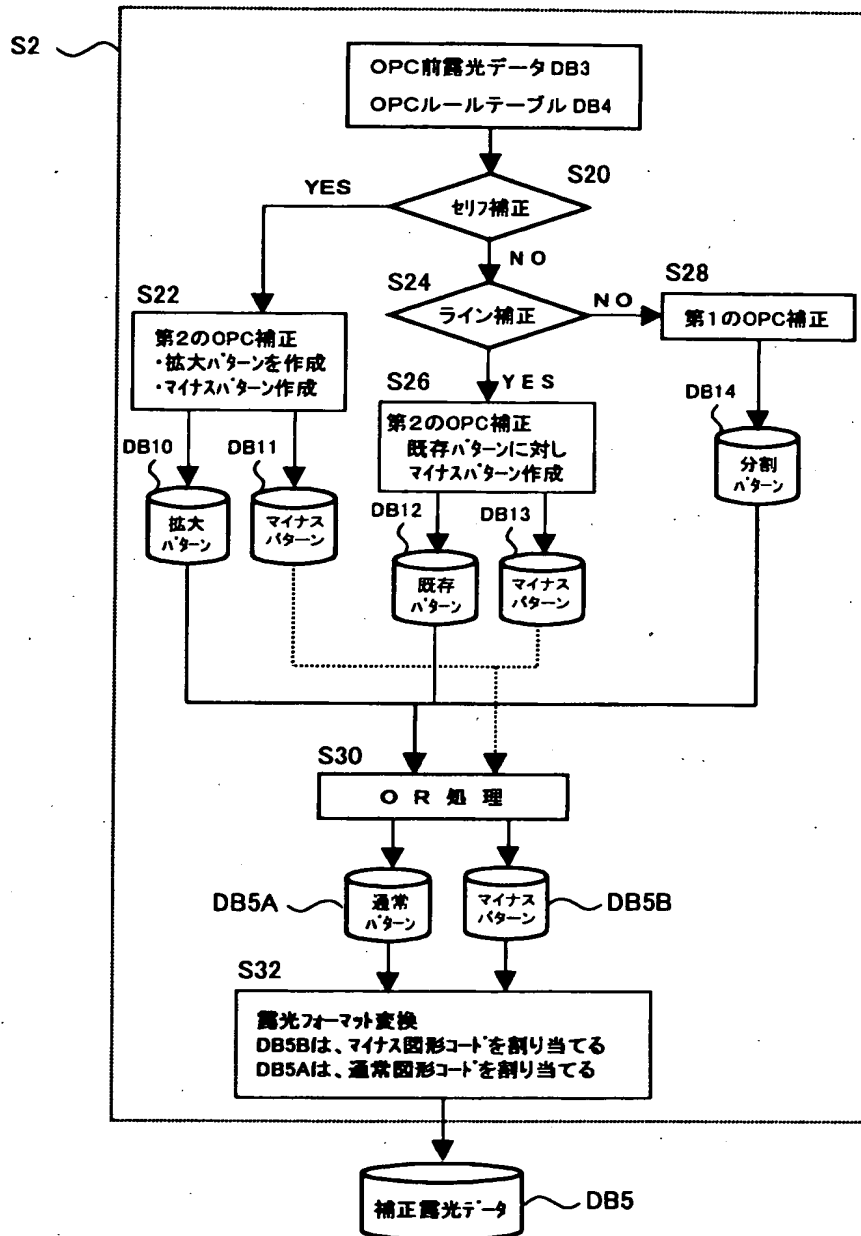 S2
OPC前露光データ DB3
OPCルールテーブル DB4
S20
YES
セリフ補正
NO
S24
S28
ライン補正
NO
第1のOPC補正
S22
第2のOPC補正
・拡大パターンを作成
・マイナスパターン作成
YES
S26
第2のOPC補正
既存パターンに対し
マイナスパターン作成
DB14
分割
パターン
DB10
DB11
拡大
パターン
マイナス
パターン
DB12
DB13
既存
パターン
マイナス
パターン
S30
OR処理
DB5A
通常
パターン
マイナス
パターン
DB5B
S32
露光フォーマット変換
DB5Bは、マイナス図形コードを割り当てる
DB5Aは、通常図形コードを割り当てる
補正露光データ
DB5